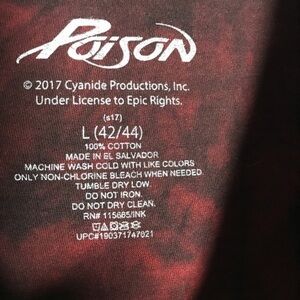 POISON
© 2017 Cyanide Productions, Inc.
Under License to Epic Rights.
(s17)
L (42/44)
100% COTTON
MADE IN EL SALVADOR
MACHINE WASH COLD WITH LIKE COLORS
ONLY NON-CHLORINE BLEACH WHEN NEEDED
TUMBLE DRY LOW.
DO NOT IRON.
DO NOT DRY CLEAN.
RN# 115685/INK
UPC#190371747021